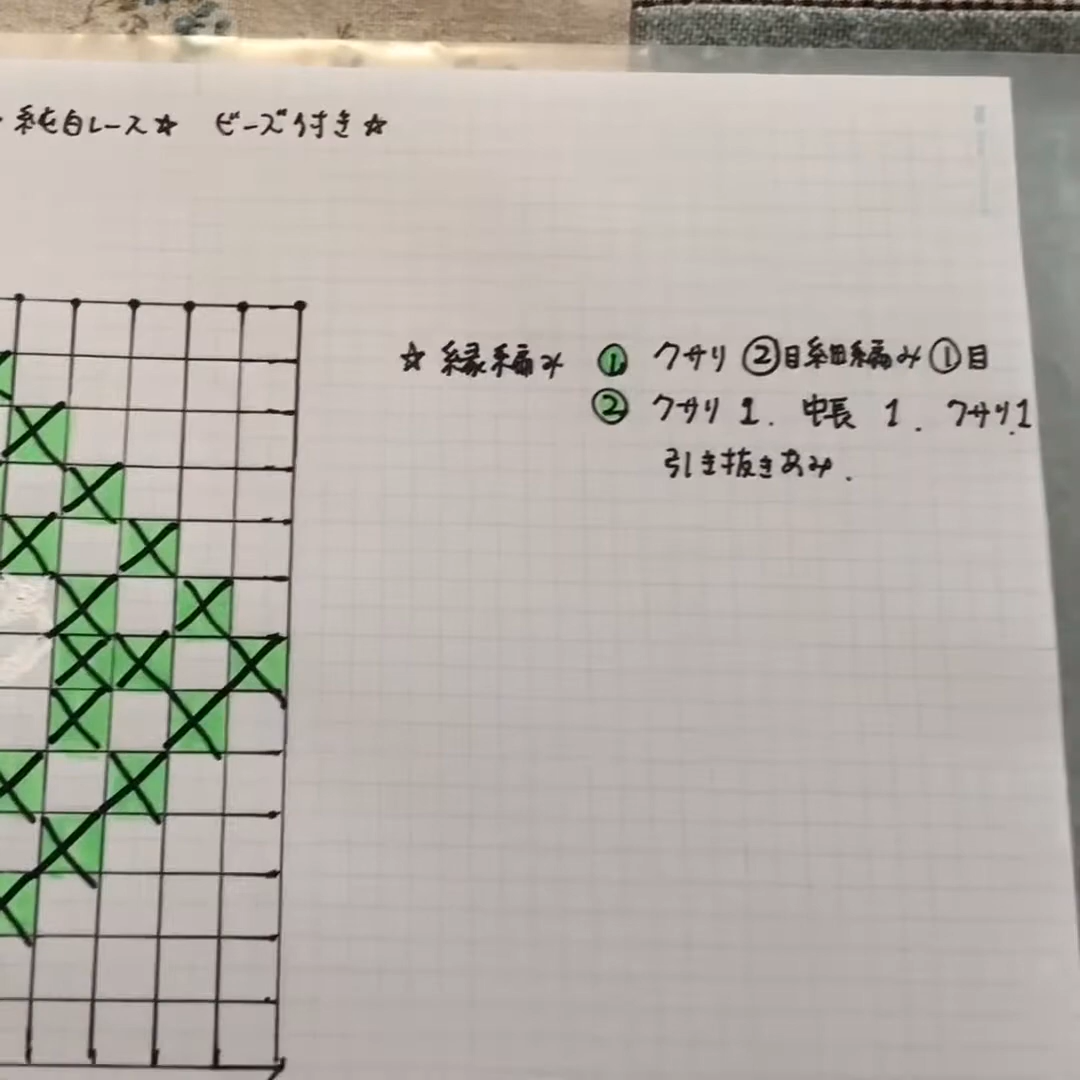 純白レース☆ ビーズ付き☆
☆縁編み ① クサリ②目細編み①目
② クサリ1. 中長 1. クサリ1
引き抜きあみ.